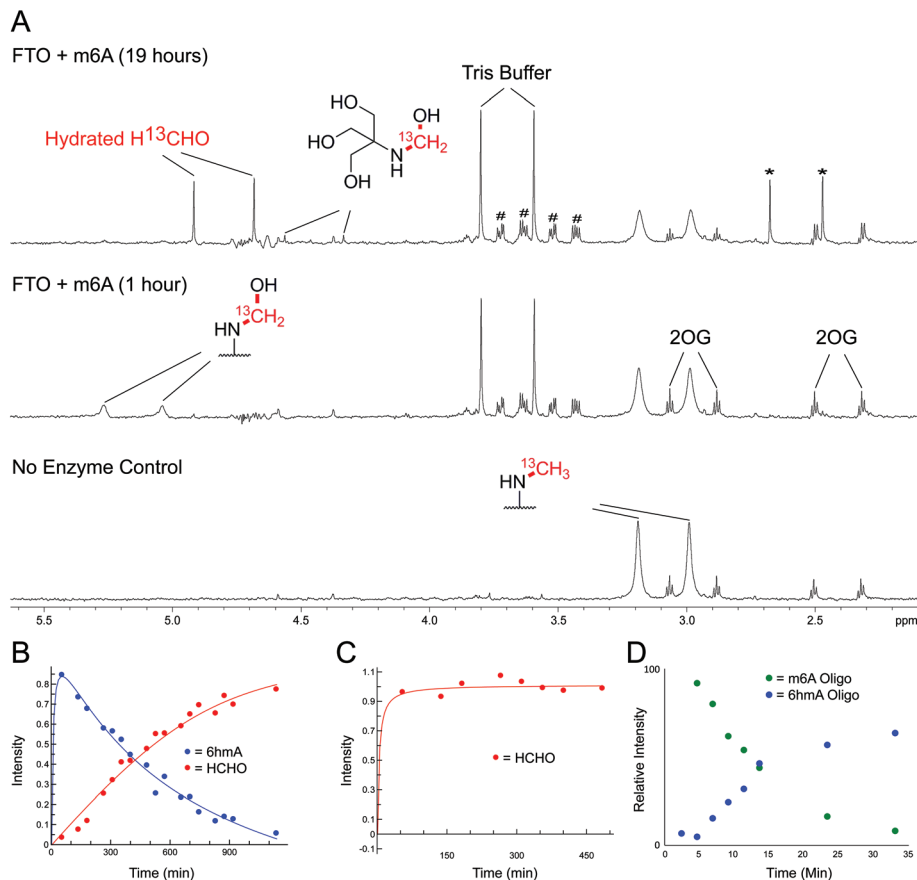 A
FTO + m6A (19 hours)
Hydrated H13CHO
HO
HO
OH
13CH2
N
H
OH
Tris Buffer
# # # #
* *
FTO + m6A (1 hour)
OH
13CH2
HN
2OG 2OG
No Enzyme Control
13CH3
HN
5.5 5.0 4.5 4.0 3.5 3.0 2.5 ppm
B
Intensity
0.8
0.7
0.6
0.5
0.4
0.3
0.2
0.1
0
0 300 600 900
= 6hmA
= HCHO
Time (min)
C
Intensity
1.1
0.9
0.7
0.5
0.3
0.1
-0.1
150 300 450
= HCHO
Time (min)
D
Relative Intensity
100
0
0 5 10 15 20 25 30 35
= m6A Oligo
= 6hmA Oligo
Time (Min)